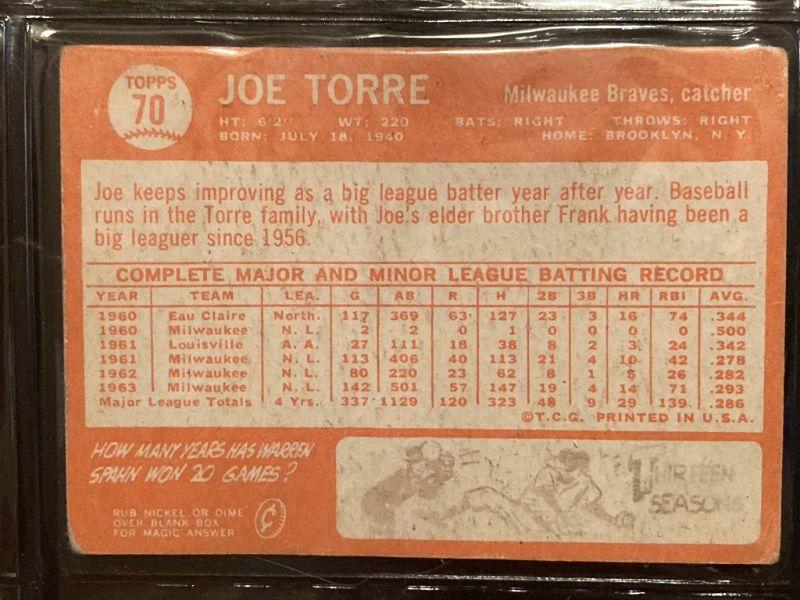 TOPPS
70
JOE TORRE
Milwaukee Braves, catcher
HT: 6'2" WT: 220 BATS: RIGHT THROWS: RIGHT
BORN: JULY 18, 1940 HOME: BROOKLYN, N. Y.
Joe keeps improving as a big league batter year after year. Baseball
runs in the Torre family, with Joe's elder brother Frank having been a
big leaguer since 1956.
COMPLETE MAJOR AND MINOR LEAGUE BATTING RECORD
YEAR TEAM LEA. G AB R H 2B 3B HR RBI AVG.
1960 Eau Claire North. 117 369 63 127 23 3 16 74 .344
1960 Milwaukee N. L. 2 2 0 1 0 0 0 0 .500
1961 Louisville A. A. 27 111 18 38 8 2 3 24 .342
1961 Milwaukee N. L. 113 406 40 113 21 4 10 42 .278
1962 Milwaukee N. L. 80 220 23 62 8 1 5 26 .282
1963 Milwaukee N. L. 142 501 57 147 19 4 14 71 .293
Major League Totals 4 Yrs. 337 1129 120 323 48 9 29 139 .286
©T.C.G. PRINTED IN U.S.A.
HOW MANY YEARS HAS WARREN
SPAHN WON 20 GAMES?
RUB NICKEL OR DIME
OVER BLANK BOX
FOR MAGIC ANSWER
¢
THIRTEEN
SEASONS